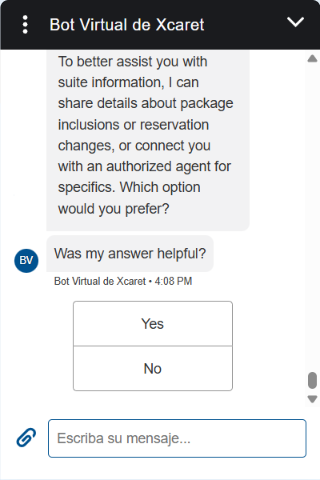 Bot Virtual de Xcaret
To better assist you with
suite information, I can
share details about package
inclusions or reservation
changes, or connect you
with an authorized agent for
specifics. Which option
would you prefer?
Was my answer helpful?
BV
Bot Virtual de Xcaret • 4:08 PM
Yes
No
Escriba su mensaje...